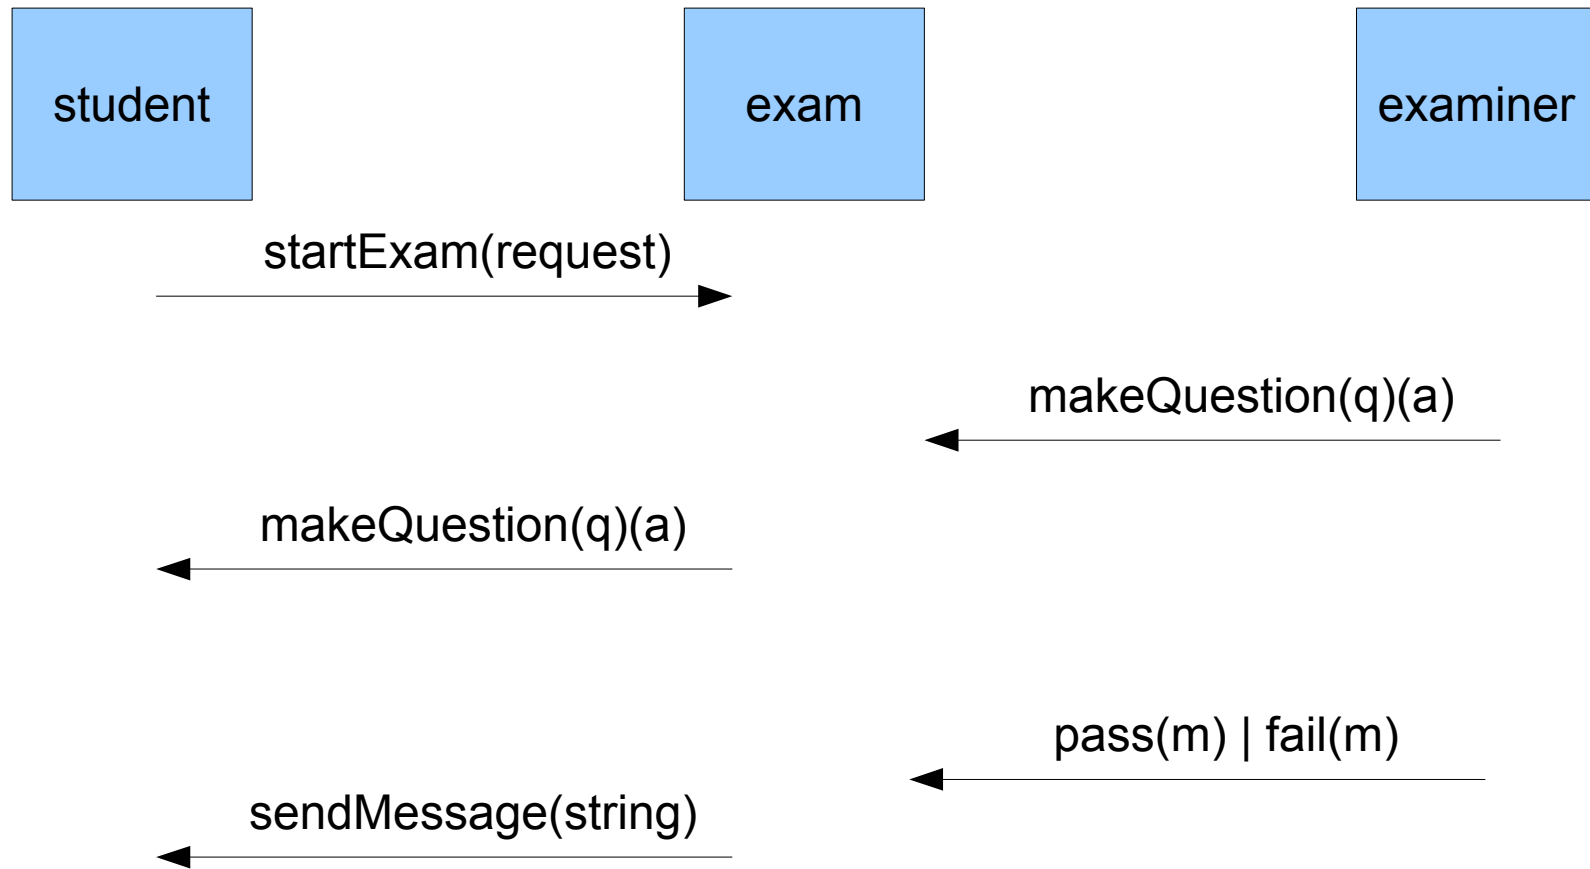 student
exam
examiner
startExam(request)
makeQuestion(q)(a)
makeQuestion(q)(a)
pass(m) | fail(m)
sendMessage(string)